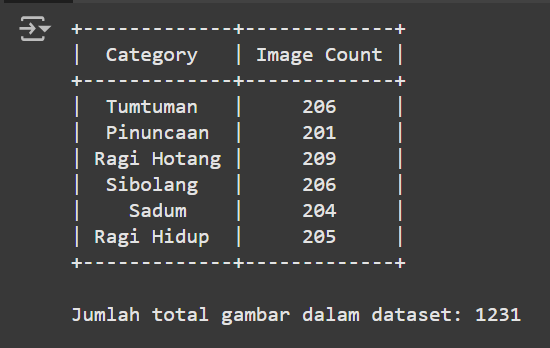 +-------------+-------------+
|  Category   | Image Count |
+-------------+-------------+
|  Tumtuman   |     206     |
|  Pinuncaan  |     201     |
| Ragi Hotang |     209     |
|  Sibolang   |     206     |
|    Sadum    |     204     |
| Ragi Hidup  |     205     |
+-------------+-------------+
Jumlah total gambar dalam dataset: 1231